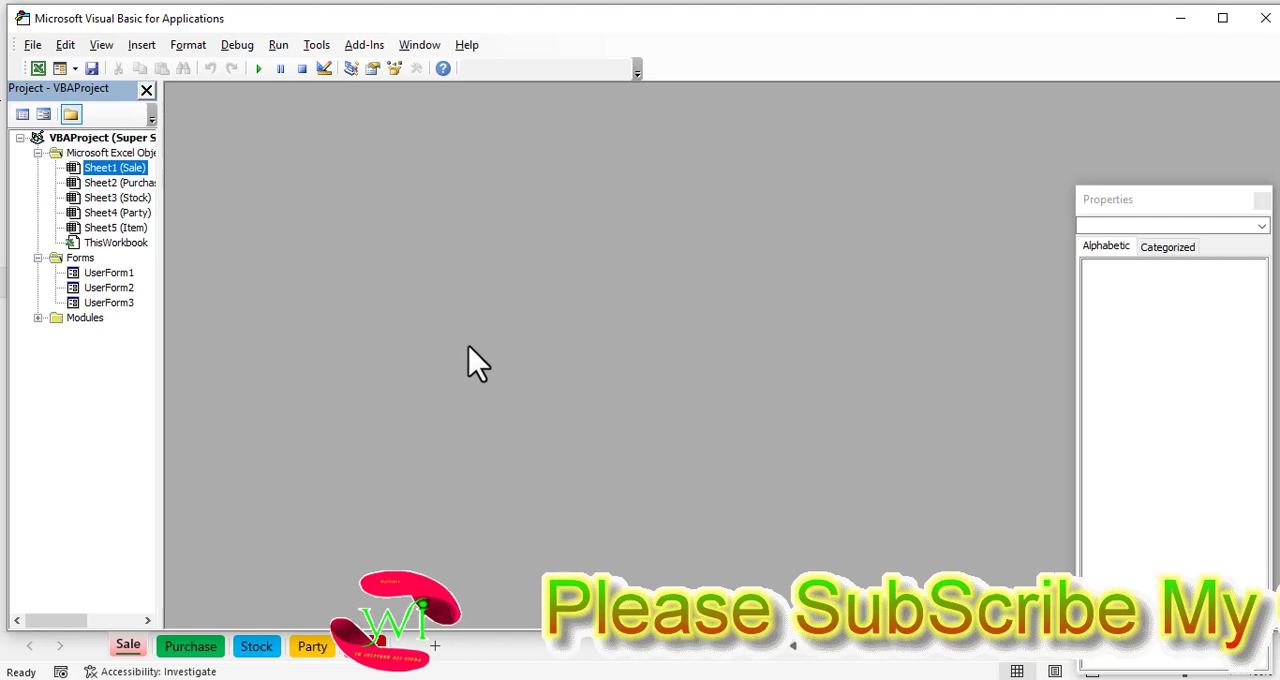 Microsoft Visual Basic for Applications
File Edit View Insert Format Debug Run Tools Add-Ins Window Help
Project - VBAProject
VBAProject (Super S
Microsoft Excel Obje
Sheet1 (Sale)
Sheet2 (Purcha
Sheet3 (Stock)
Sheet4 (Party)
Sheet5 (Item)
ThisWorkbook
Forms
UserForm1
UserForm2
UserForm3
Modules
Properties
Alphabetic Categorized
Wi
Please SubScribe My
Sale Purchase Stock Party
Ready Accessibility: Investigate